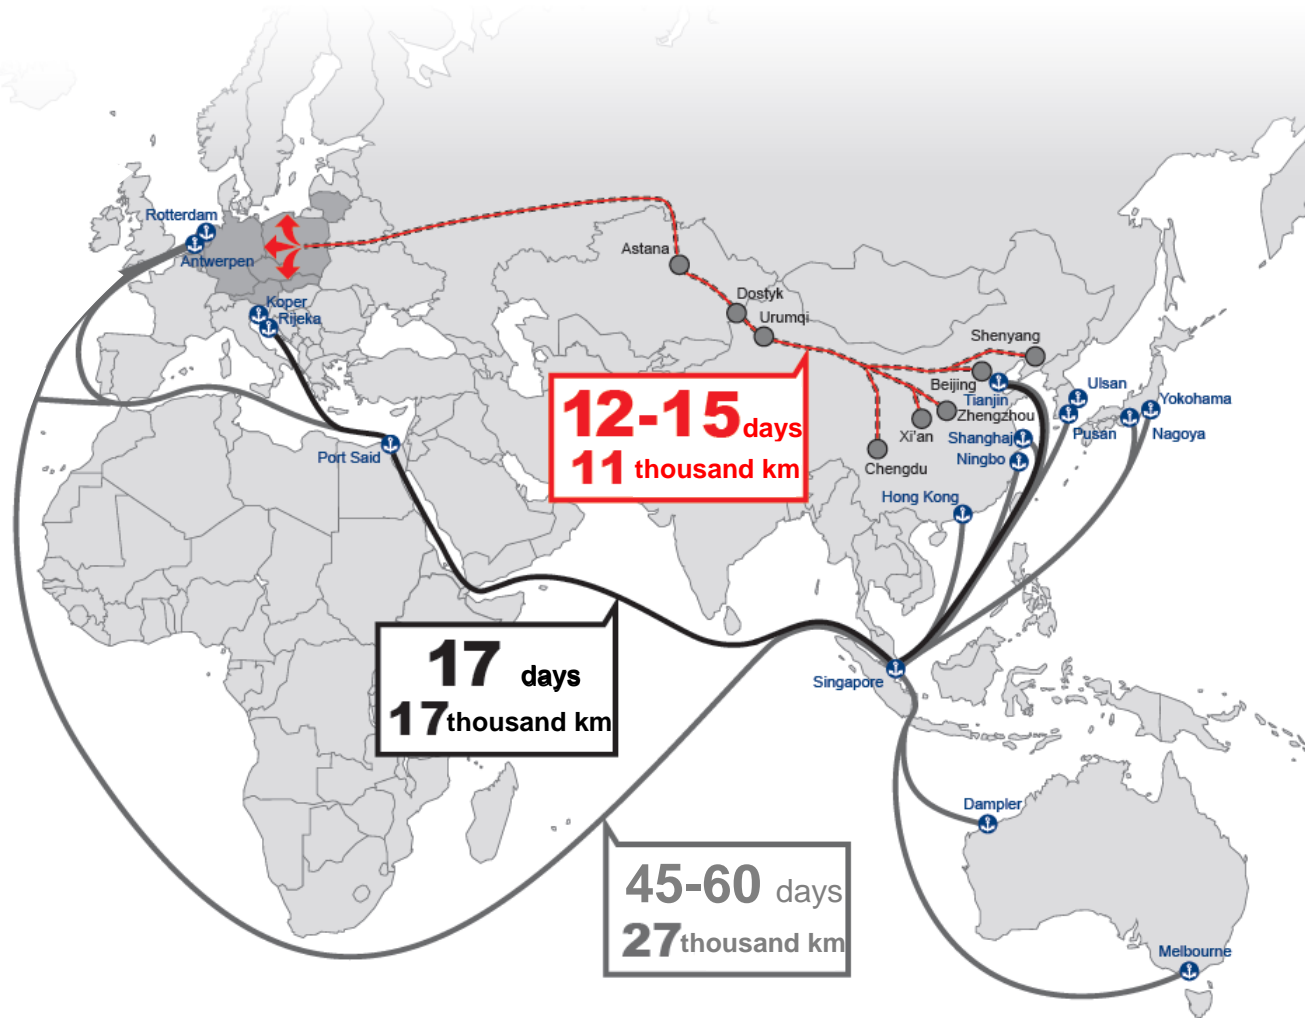 Rotterdam
Antwerpen
Koper
Rijeka
Port Said
Astana
Dostyk
Urumqi
Shenyang
Beijing
Tianjin
Zhengzhou
Xi'an
Chengdu
Ulsan
Pusan
Yokohama
Nagoya
Shanghaj
Ningbo
Hong Kong
12-15 days
11 thousand km
17 days
17 thousand km
Singapore
Dampler
45-60 days
27 thousand km
Melbourne